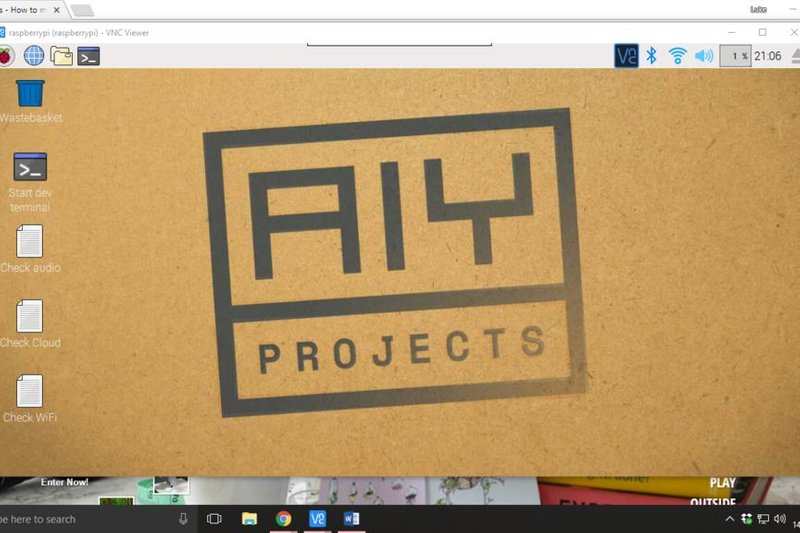 s - How to m
Lake
raspberrypi (raspberrypi) - VNC Viewer
1 %
21:06
Wastebasket
Start dev
terminal
Check audio
Check Cloud
Check WiFi
AIY
PROJECTS
Enter Now!
PLAY
OUTSIDE
pe here to search
14